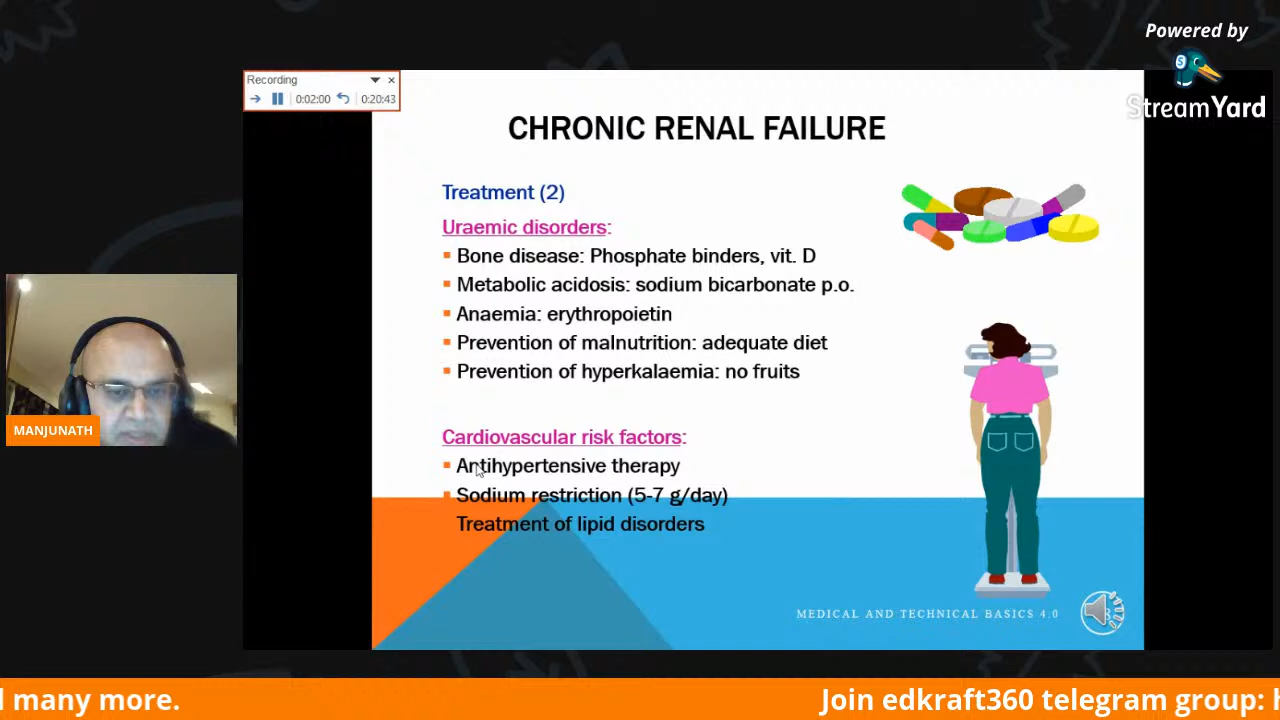 Powered by
StreamYard
Recording
0:02:00
0:20:43
CHRONIC RENAL FAILURE
Treatment (2)
Uraemic disorders:
Bone disease: Phosphate binders, vit. D
Metabolic acidosis: sodium bicarbonate p.o.
Anaemia: erythropoietin
Prevention of malnutrition: adequate diet
Prevention of hyperkalaemia: no fruits
MANJUNATH
Cardiovascular risk factors:
Antihypertensive therapy
Sodium restriction (5-7 g/day)
Treatment of lipid disorders
MEDICAL AND TECHNICAL BASICS 4.0
many more.
Join edkraft360 telegram group: